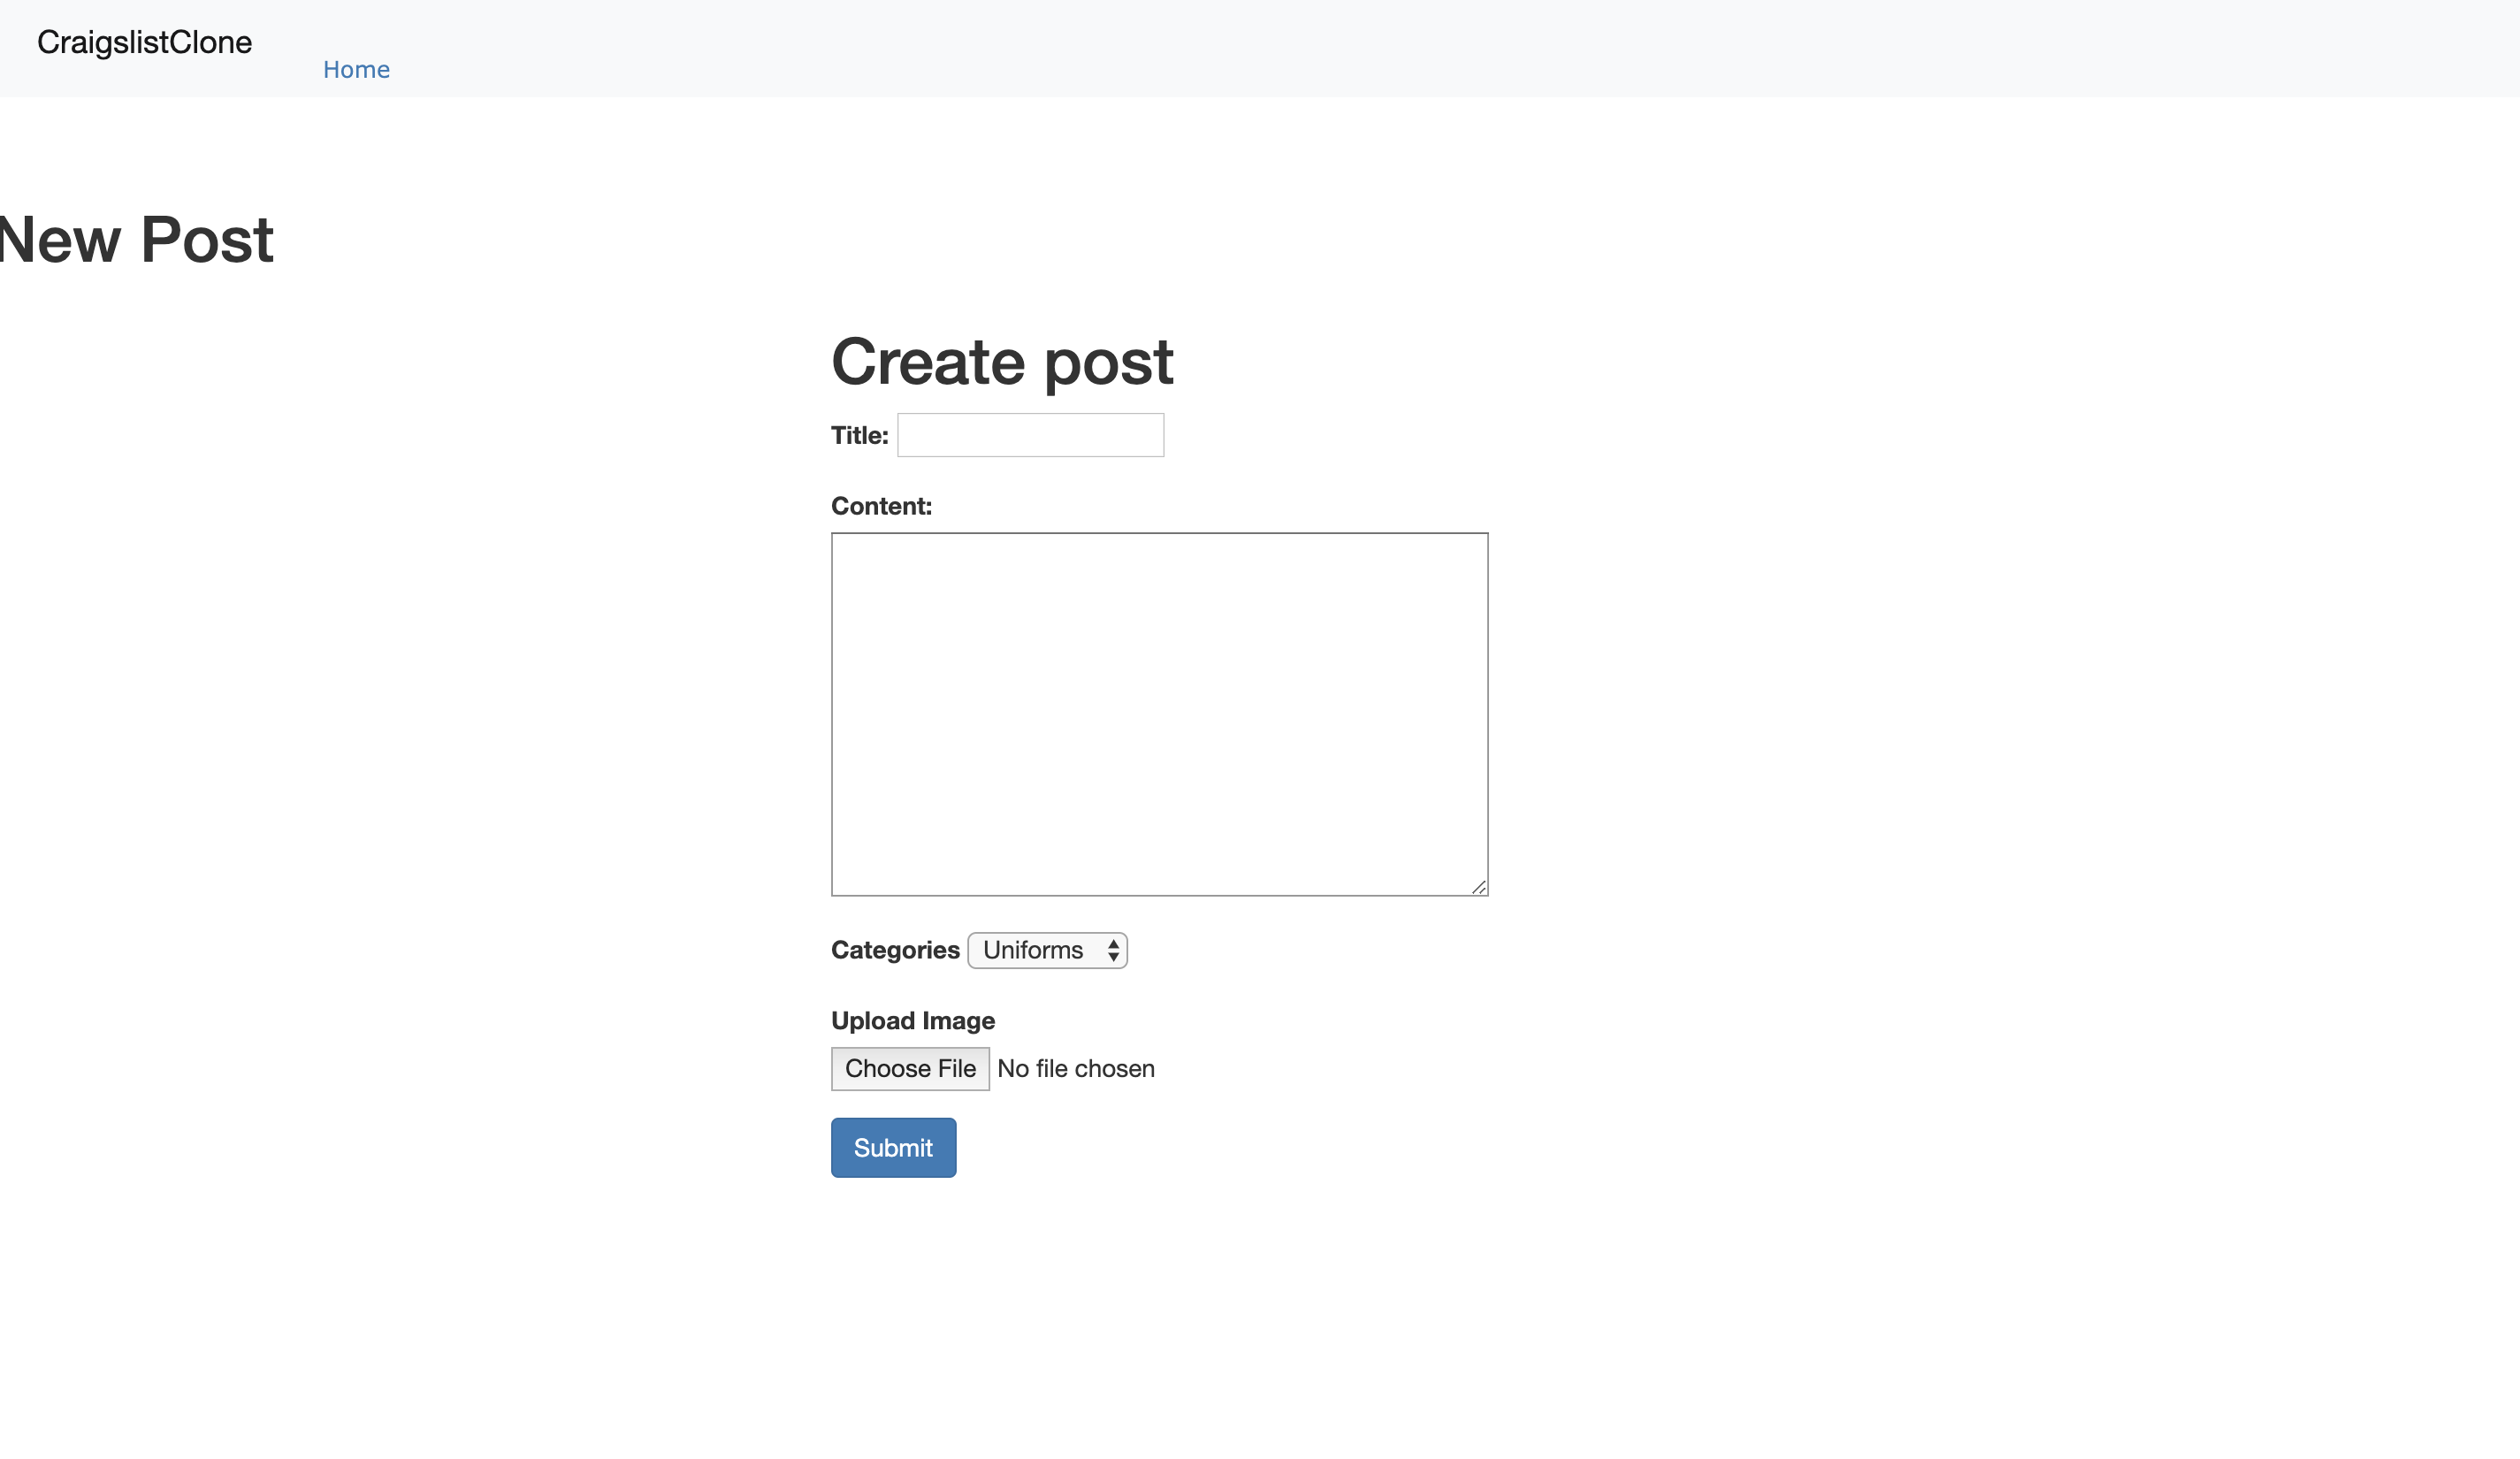 CraigslistClone
Home
New Post
Create post
Title:
Content:
Categories Uniforms
Upload Image
Choose File No file chosen
Submit